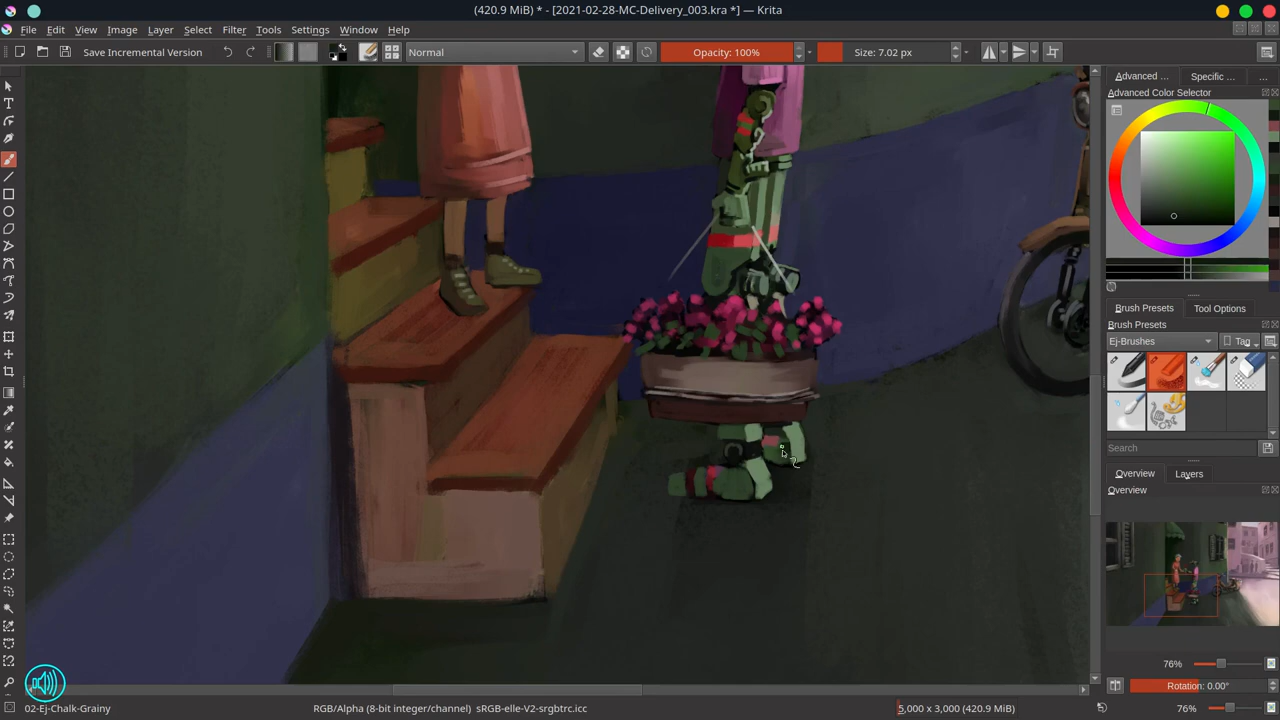 (420.9 MiB) * - [2021-02-28-MC-Delivery_003.kra *] — Krita
File Edit View Image Layer Select Filter Tools Settings Window Help
Save Incremental Version Normal Opacity: 100% Size: 7.02 px
Advanced ... Specific ... ...
Advanced Color Selector
Brush Presets Tool Options
Brush Presets
Ej-Brushes Tag
Search
Overview Layers
Overview
76%
Rotation: 0.00°
02-Ej-Chalk-Grainy RGB/Alpha (8-bit integer/channel) sRGB-elle-V2-srgbtrc.icc 5,000 x 3,000 (420.9 MiB) 76%